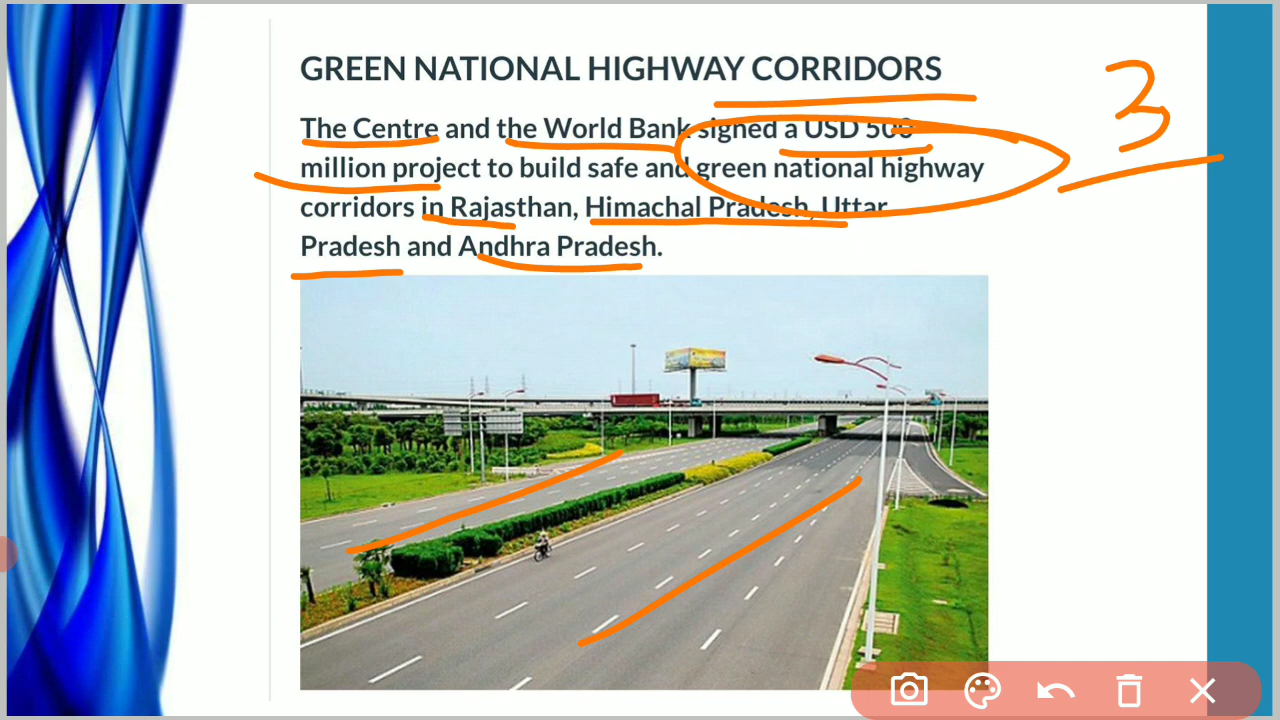 GREEN NATIONAL HIGHWAY CORRIDORS
The Centre and the World Bank signed a USD 500
million project to build safe and green national highway
corridors in Rajasthan, Himachal Pradesh, Uttar
Pradesh and Andhra Pradesh.
3